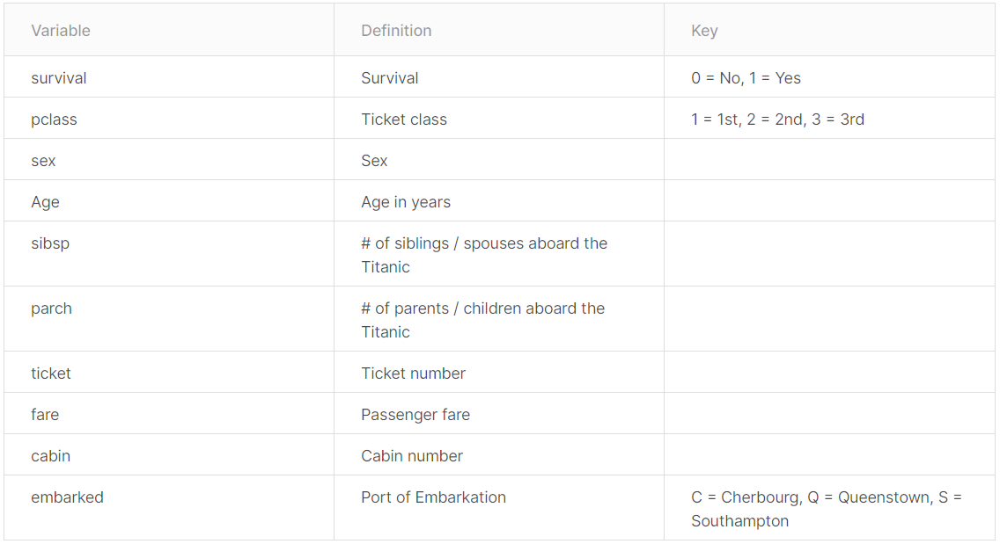 Variable Definition Key
survival Survival 0 = No, 1 = Yes
pclass Ticket class 1 = 1st, 2 = 2nd, 3 = 3rd
sex Sex
Age Age in years
sibsp # of siblings / spouses aboard the
Titanic
parch # of parents / children aboard the
Titanic
ticket Ticket number
fare Passenger fare
cabin Cabin number
embarked Port of Embarkation C = Cherbourg, Q = Queenstown, S =
Southampton